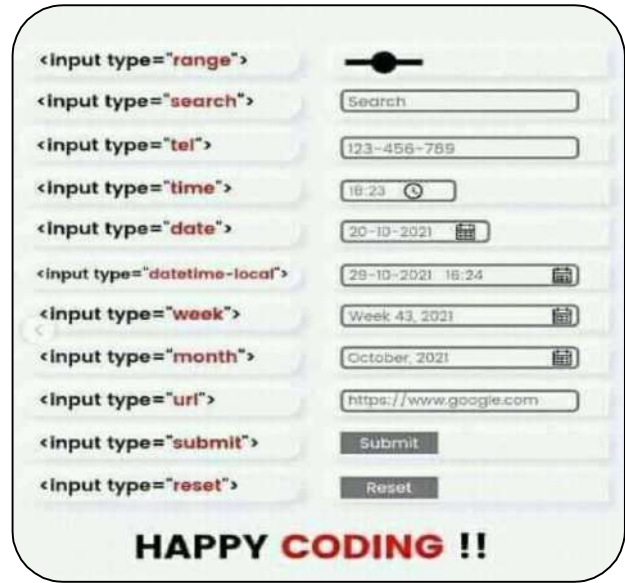 <input type="range">
<input type="search"> Search
<input type="tel"> 123-456-789
<input type="time"> 18:23
<input type="date"> 20-10-2021
<input type="datetime-local"> 29-10-2021 16:24
<input type="week"> Week 43, 2021
<input type="month"> October, 2021
<input type="url"> https://www.google.com
<input type="submit"> Submit
<input type="reset"> Reset
HAPPY CODING !!